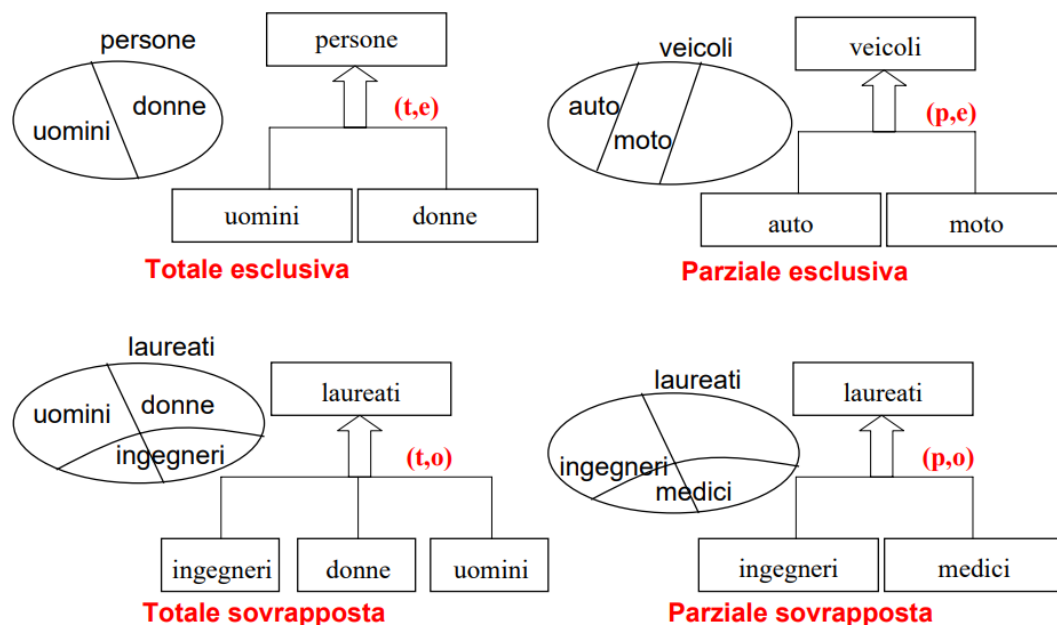 persone
uomini
donne
persone
(t,e)
uomini
donne
Totale esclusiva
veicoli
auto
moto
veicoli
(p,e)
auto
moto
Parziale esclusiva
laureati
uomini
donne
ingegneri
laureati
(t,o)
ingegneri
donne
uomini
Totale sovrapposta
laureati
ingegneri
medici
laureati
(p,o)
ingegneri
medici
Parziale sovrapposta